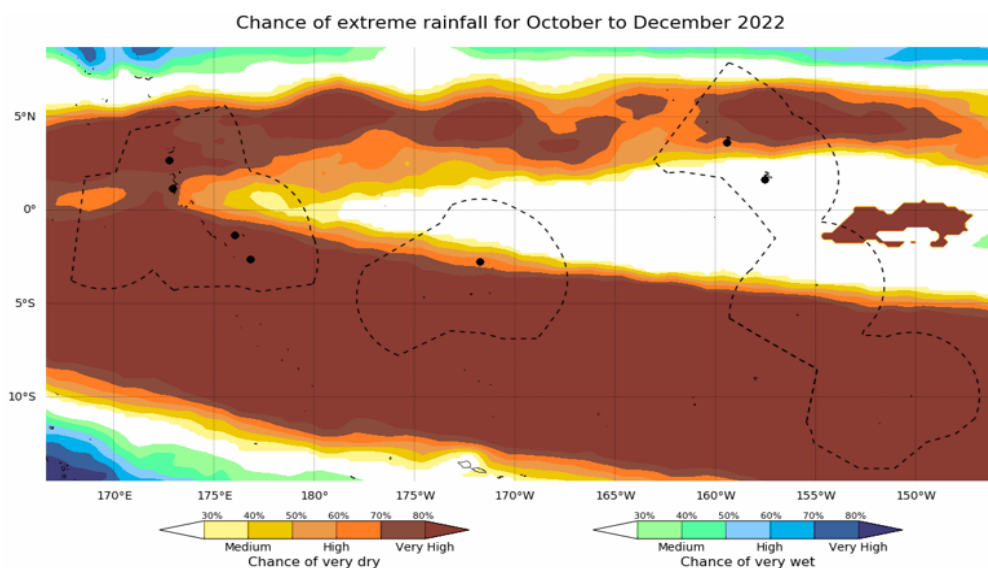 Chance of extreme rainfall for October to December 2022
5°N
0°
5°S
10°S
170°E 175°E 180° 175°W 170°W 165°W 160°W 155°W 150°W
30% 40% 50% 60% 70% 80% 30% 40% 50% 60% 70% 80%
Medium High Very High Medium High Very High
Chance of very dry Chance of very wet